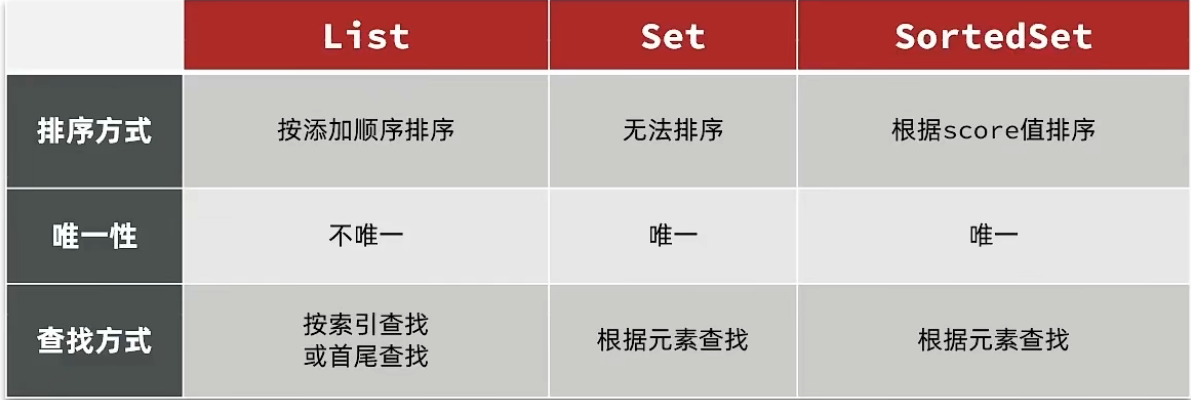 List Set SortedSet
排序方式 按添加顺序排序 无法排序 根据score值排序
唯一性 不唯一 唯一 唯一
查找方式 按索引查找
或首尾查找 根据元素查找 根据元素查找